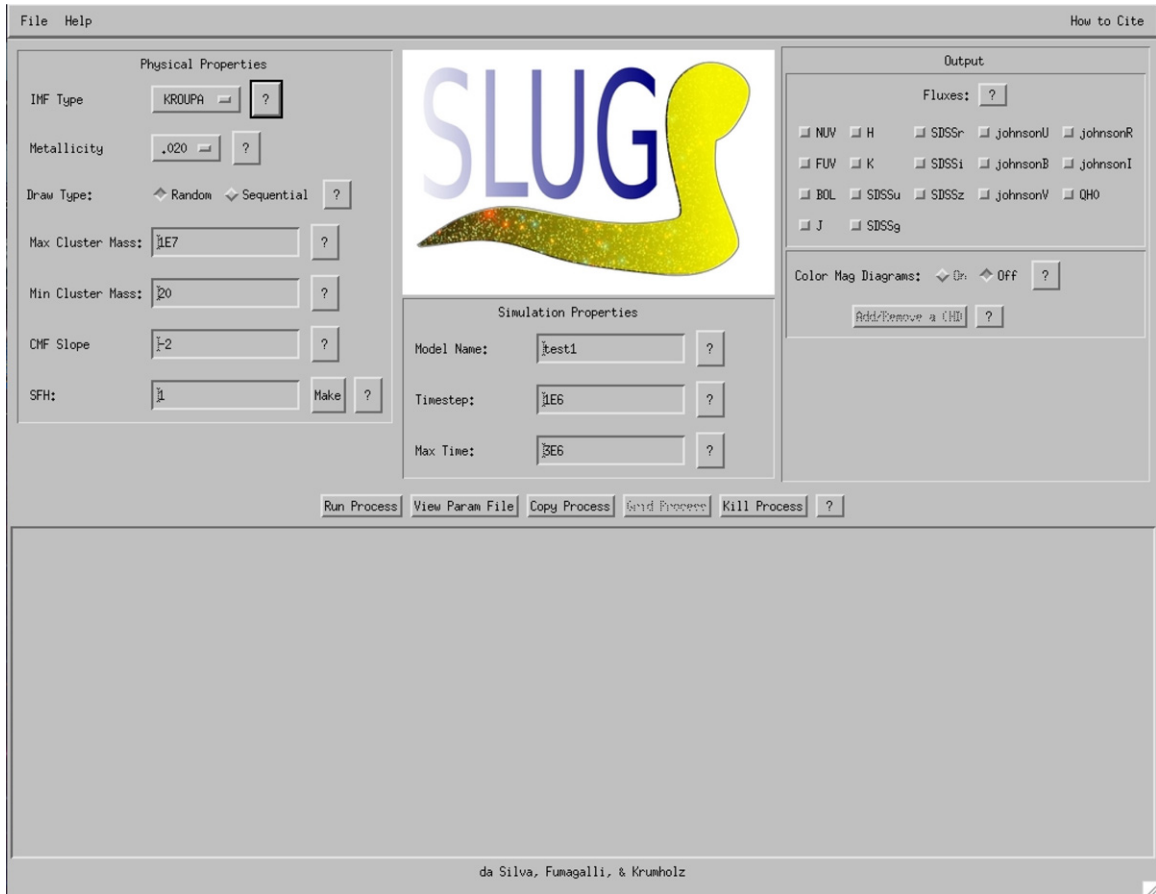 File Help How to Cite
Physical Properties
IMF Type KROUPA ?
Metallicity .020 ?
Draw Type: Random Sequential ?
Max Cluster Mass: 1E7 ?
Min Cluster Mass: 20 ?
CMF Slope -2 ?
SFH: 1 Make ?
SLUG
Simulation Properties
Model Name: test1 ?
Timestep: 1E6 ?
Max Time: 3E6 ?
Output
Fluxes: ?
NUV H SDSSr johnsonU johnsonR
FUV K SDSSi johnsonB johnsonI
BOL SDSSu SDSSz johnsonV QH0
J SDSSg
Color Mag Diagrams: On Off ?
Add/Remove a CMD ?
Run Process View Param File Copy Process Grid Process Kill Process ?
da Silva, Fumagalli, & Krumholz